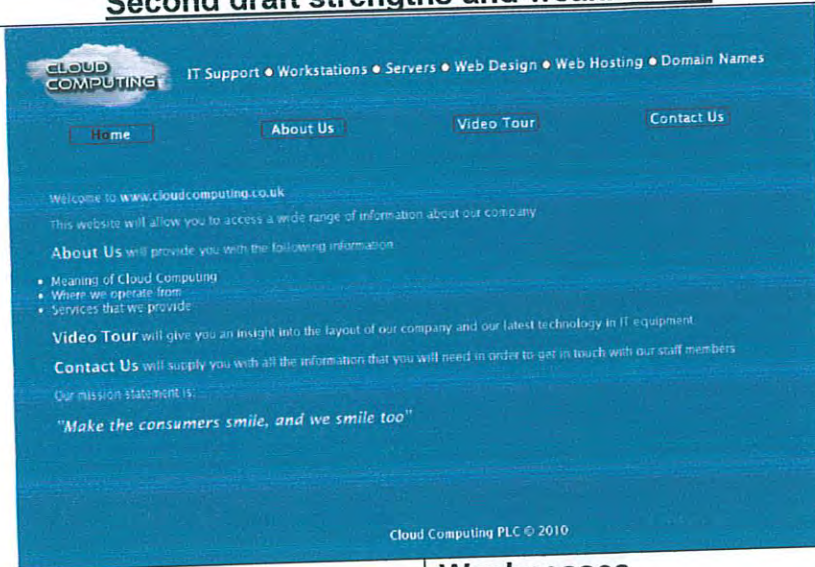 Second draft strengths and
CLOUD
COMPUTING
IT Support • Workstations • Servers • Web Design • Web Hosting • Domain Names
Home
About Us
Video Tour
Contact Us
Welcome to www.cloudcomputing.co.uk
This website will allow you to access a wide range of information about our company
About Us will provide you with the following information
• Meaning of Cloud Computing
• Where we operate from
• Services that we provide
Video Tour will give you an insight into the layout of our company and our latest technology in IT equipment
Contact Us will supply you with all the information that you will need in order to get in touch with our staff members
Our mission statement is:
"Make the consumers smile, and we smile too"
Cloud Computing PLC © 2010